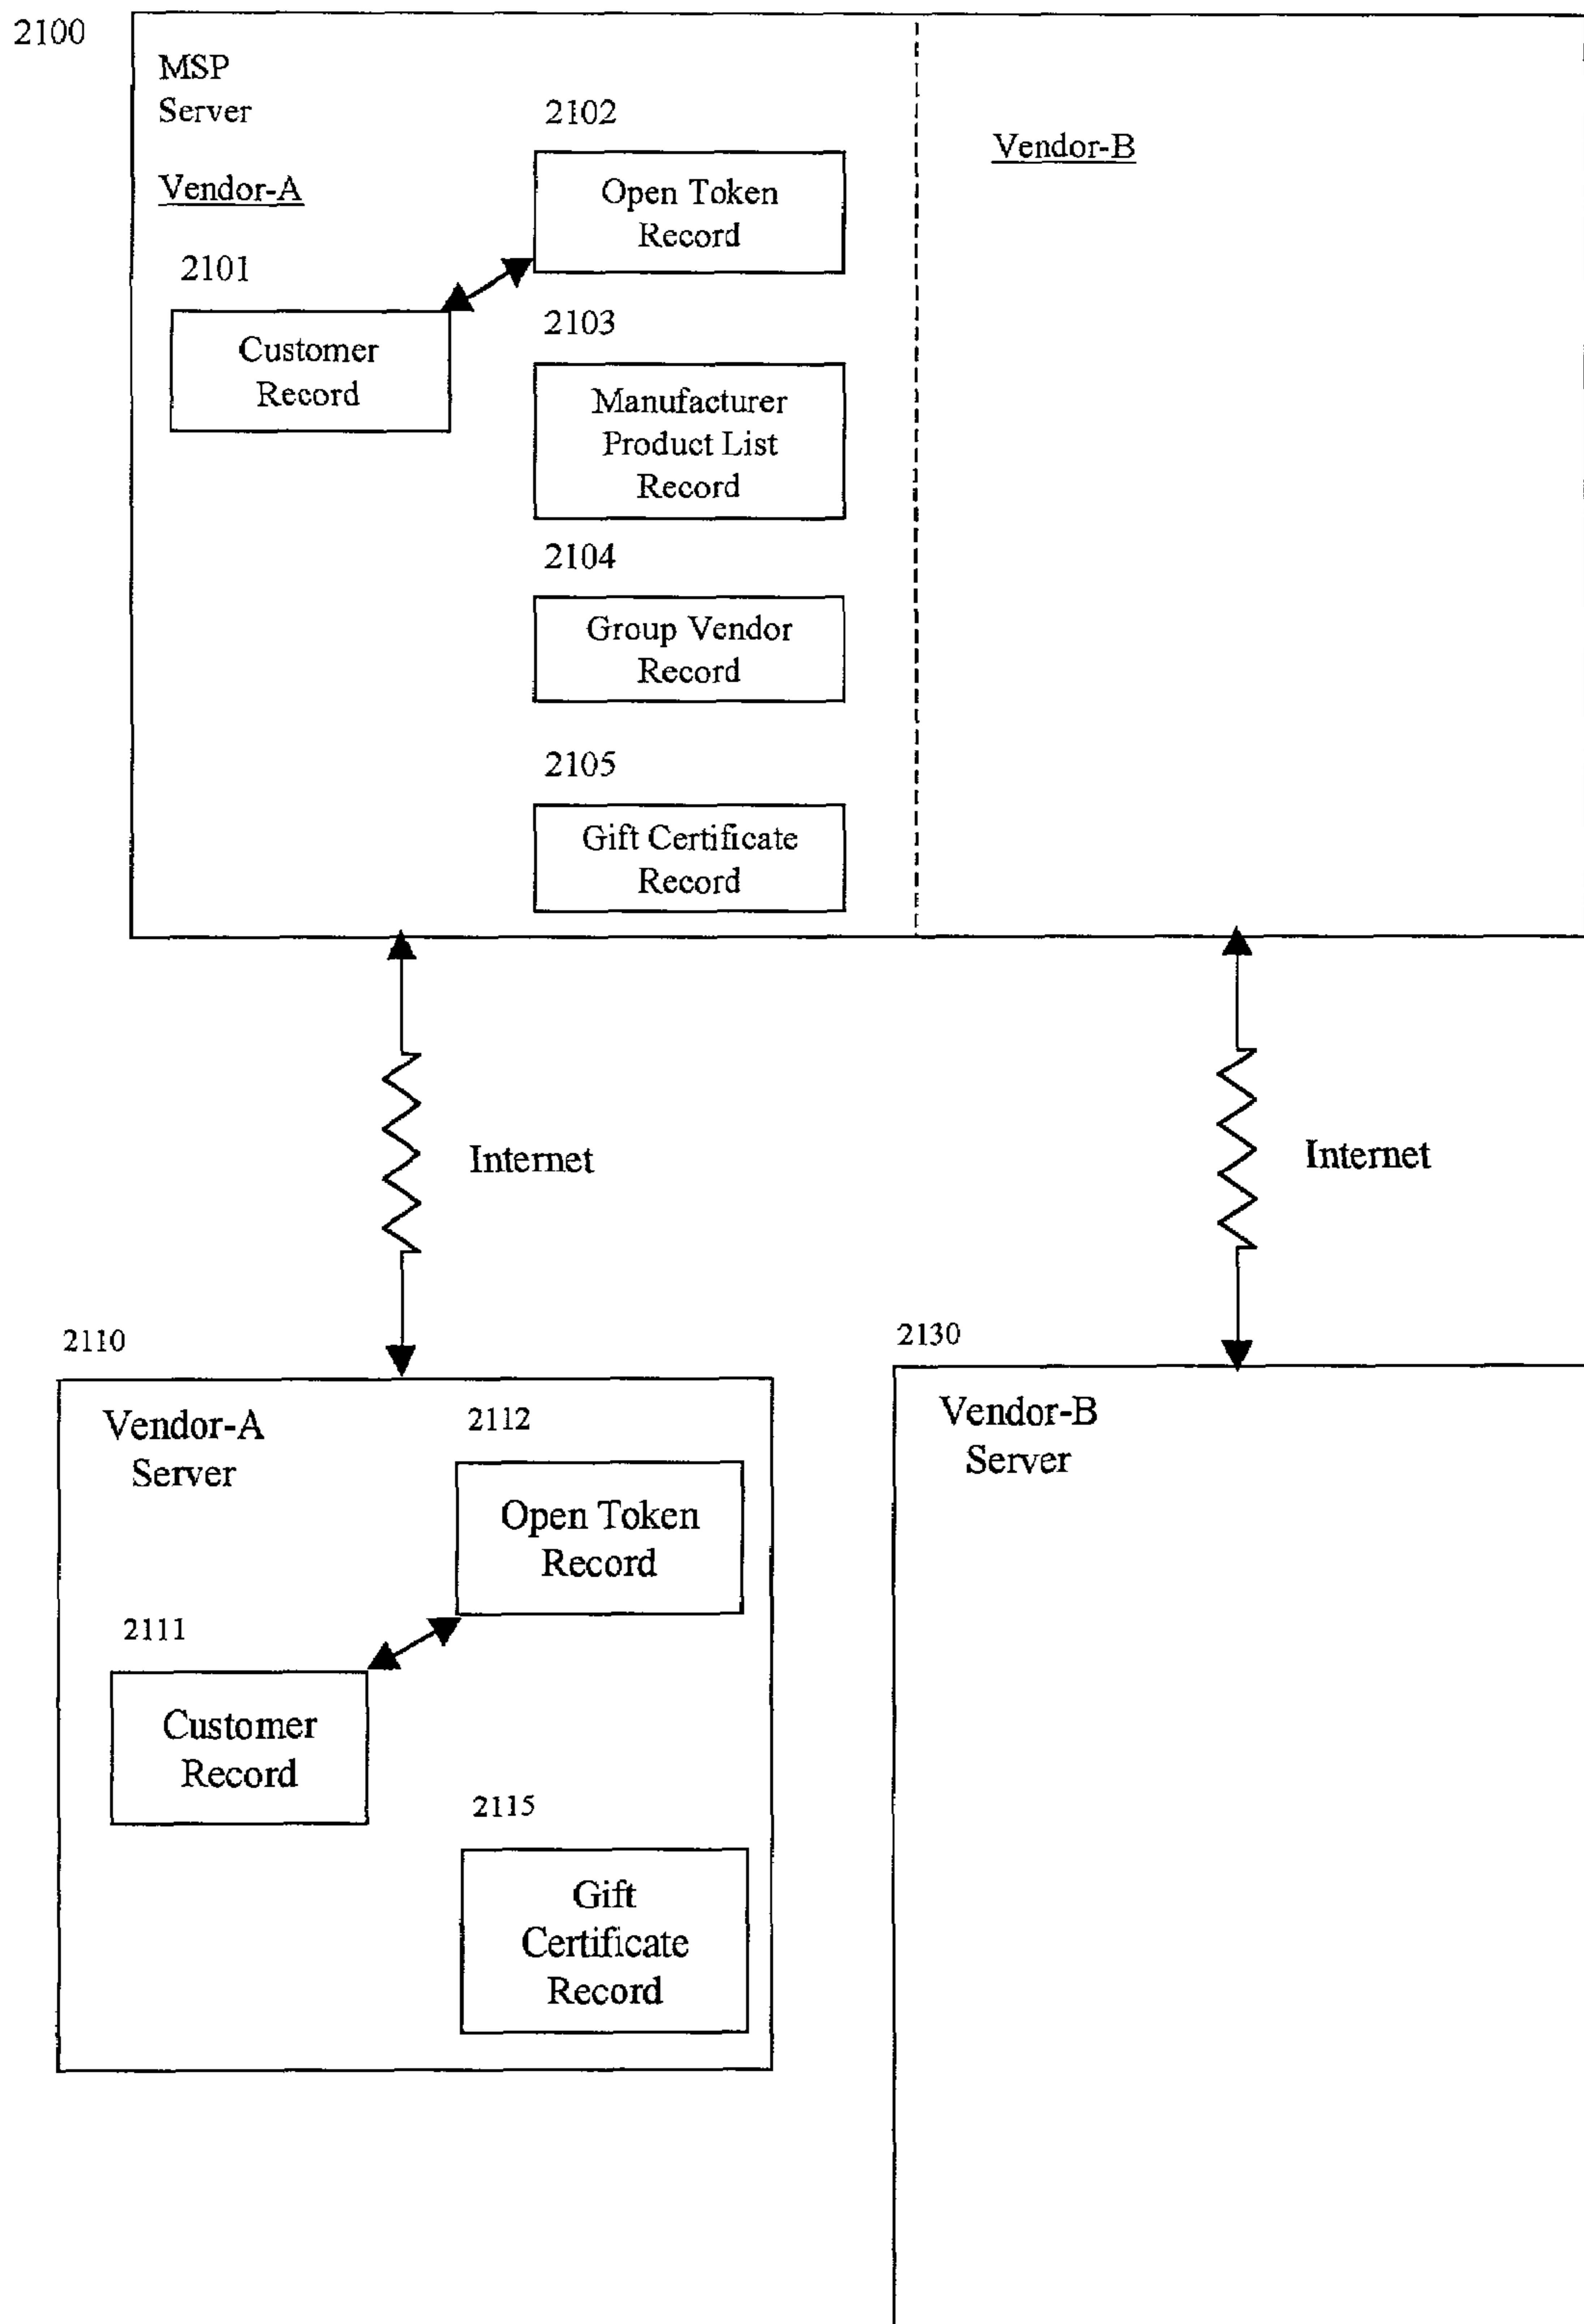 2100
MSP
Server
Vendor-A
2101
Customer
Record
2102
Open Token
Record
2103
Manufacturer
Product List
Record
2104
Group Vendor
Record
2105
Gift Certificate
Record
Vendor-B
Internet
Internet
2110
Vendor-A
Server
2112
Open Token
Record
2111
Customer
Record
2115
Gift
Certificate
Record
2130
Vendor-B
Server